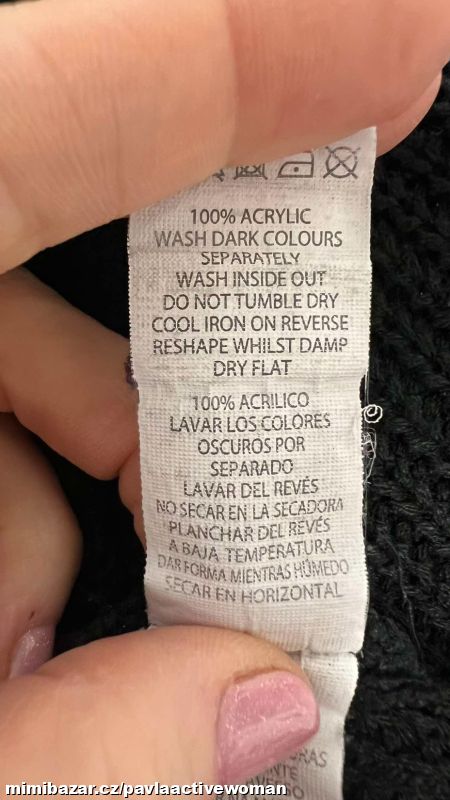 100% ACRYLIC
WASH DARK COLOURS
SEPARATELY
WASH INSIDE OUT
DO NOT TUMBLE DRY
COOL IRON ON REVERSE
RESHAPE WHILST DAMP
DRY FLAT
100% ACRILICO
LAVAR LOS COLORES
OSCUROS POR
SEPARADO
LAVAR DEL REVÉS
NO SECAR EN LA SECADORA
PLANCHAR DEL REVÉS
A BAJA TEMPERATURA
DAR FORMA MIENTRAS HÚMEDO
SECAR EN HORIZONTAL
mimibazar.cz/pavlaactivewoman